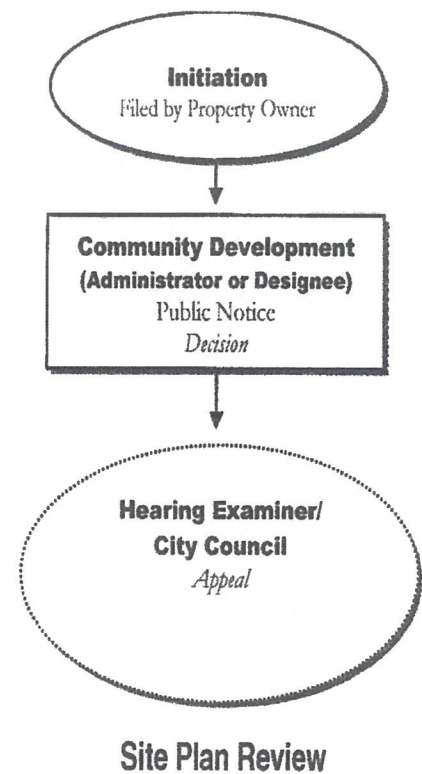 Initiation
Filed by Property Owner
Community Development
(Administrator or Designee)
Public Notice
Decision
Hearing Examiner/
City Council
Appeal
Site Plan Review